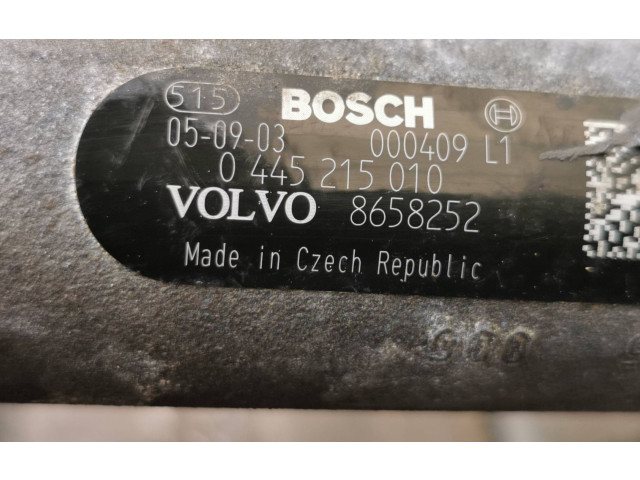 515 BOSCH
05-09-03 000409 L1
0 445 215 010
VOLVO 8658252
Made in Czech Republic